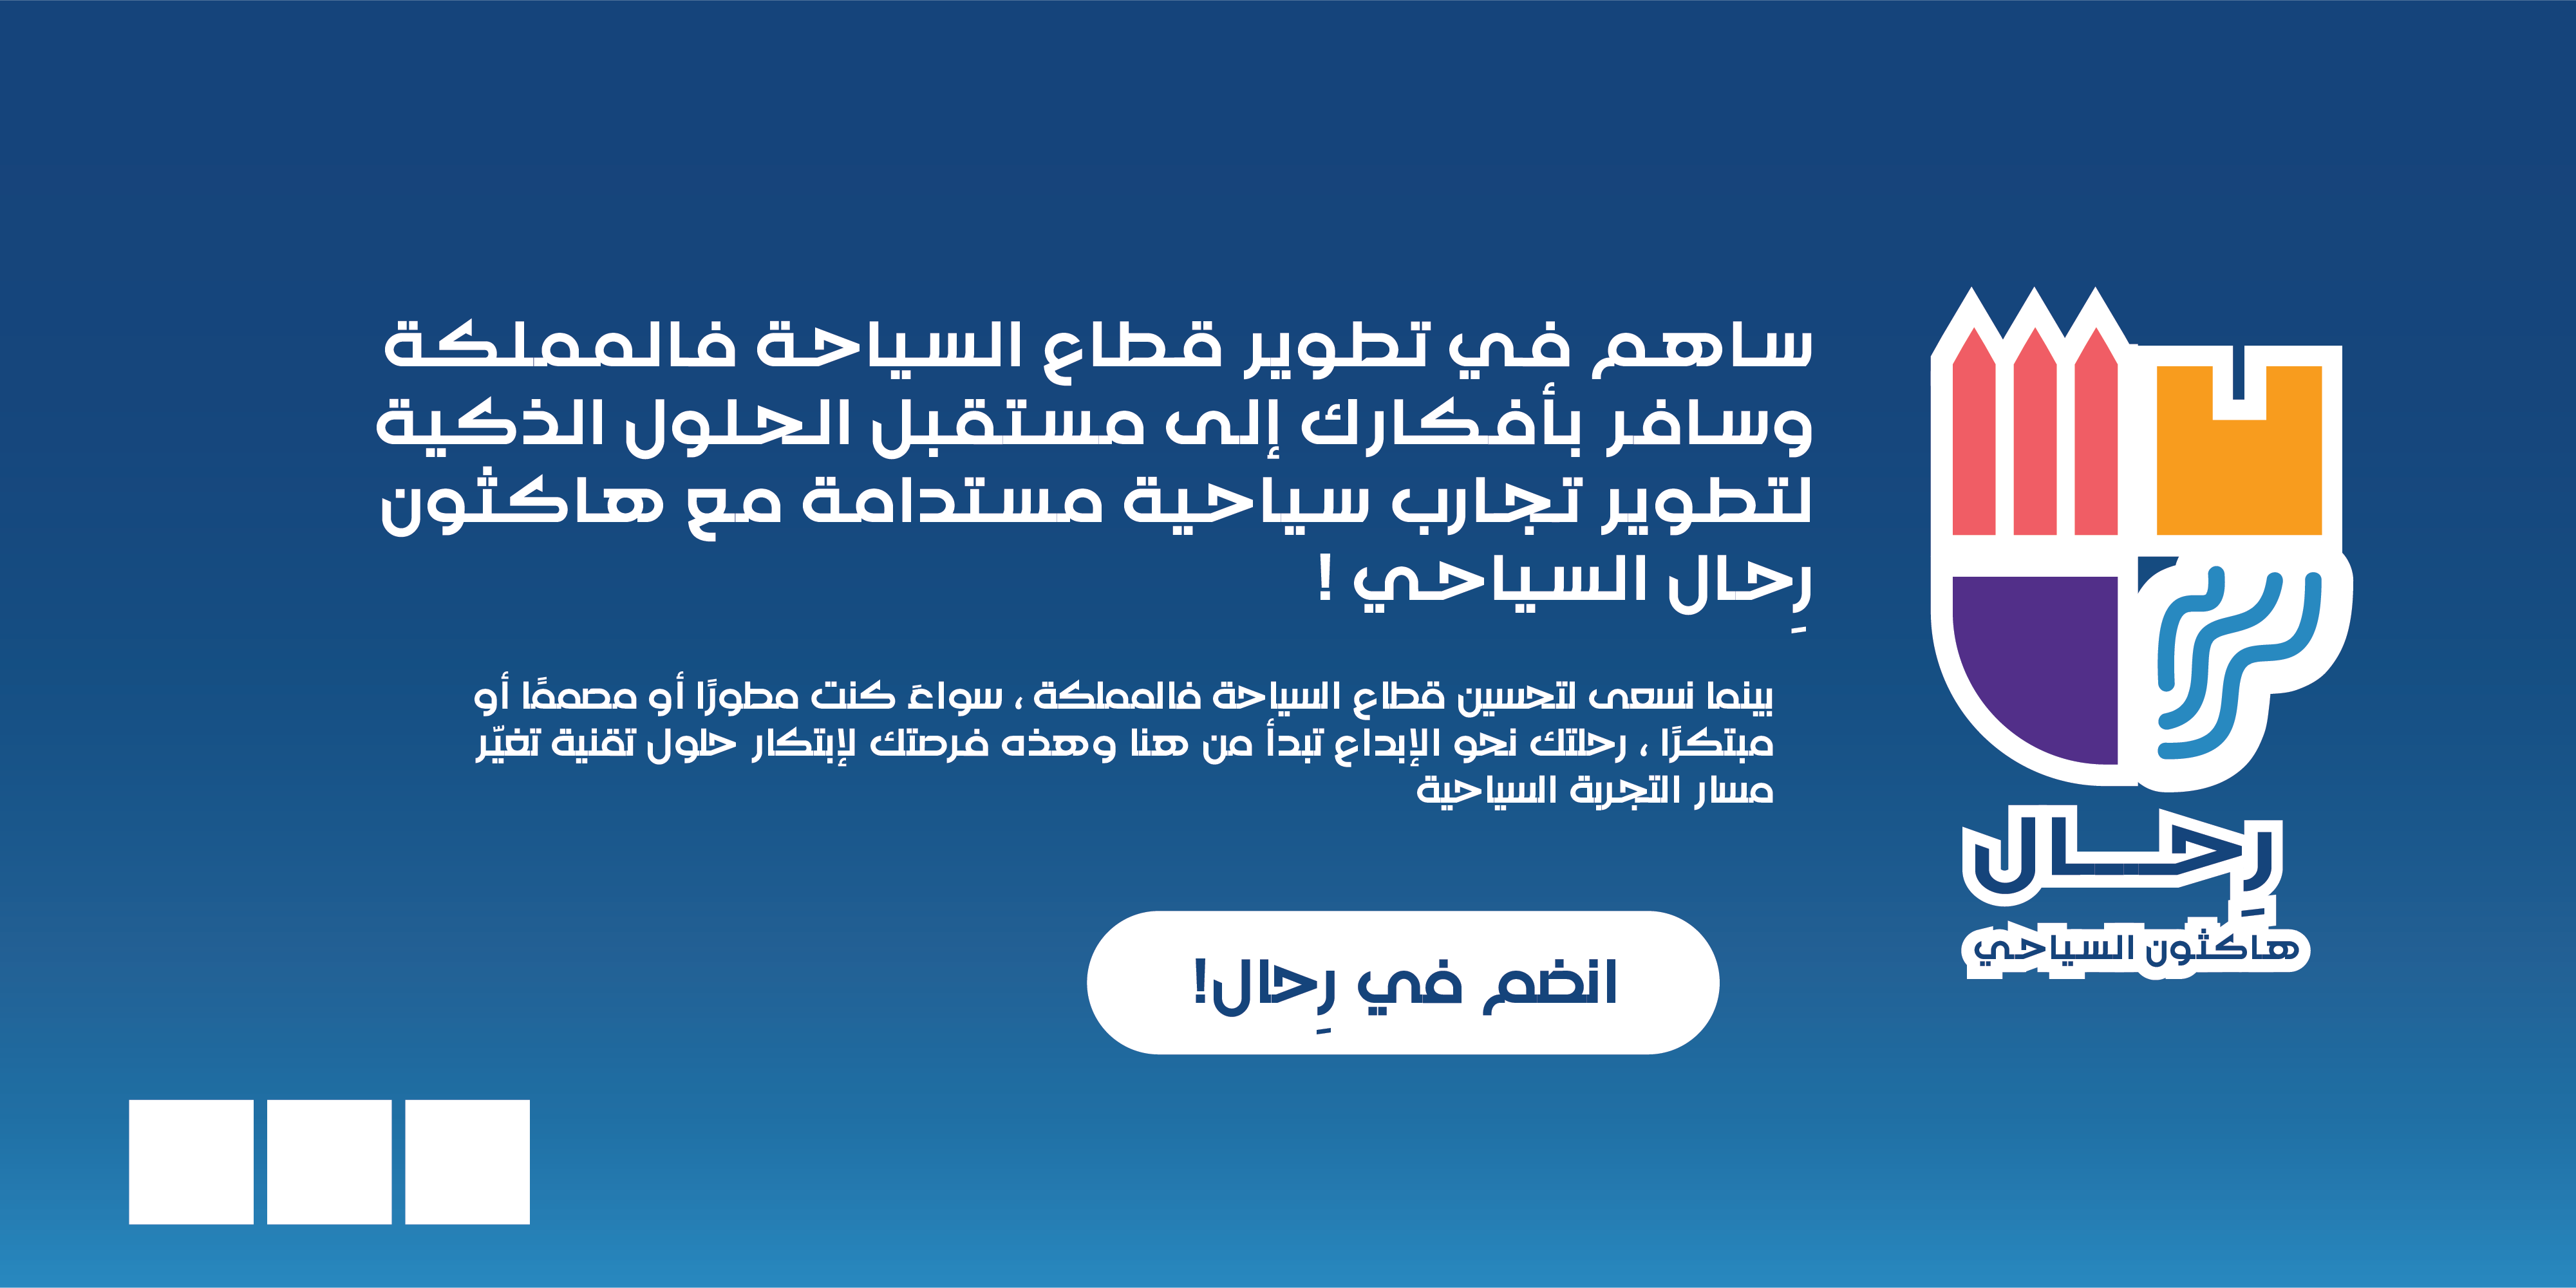 ساهم في تطوير قطاع السياحة فالمملكة
وسافر بأفكارك إلى مستقبل الحلول الذكية
لتطوير تجارب سياحية مستدامة مع هاكثون
رِحال السياحي !
بينما نسعى لتحسين قطاع السياحة فالمملكة ، سواءَ كنت مطورًا أو مصممًا أو
مبتكرًا ، رحلتك نحو الإبداع تبدأ من هنا وهذه فرصتك لإبتكار حلول تقنية تغيّر
مسار التجربة السياحية
انضم في رِحال!
رِحـــال
هاكثون السياحي